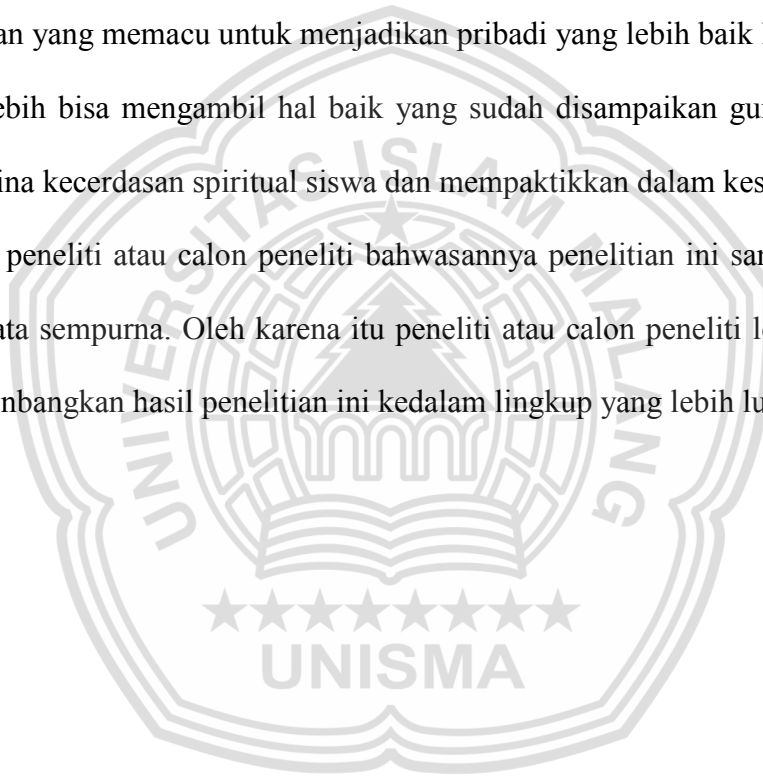 an yang memacu untuk menjadikan pribadi yang lebih baik
ebih bisa mengambil hal baik yang sudah disampaikan gu
ina kecerdasan spiritual siswa dan mempaktikkan dalam kes
peneliti atau calon peneliti bahwasannya penelitian ini sa
ata sempurna. Oleh karena itu peneliti atau calon peneliti l
nbangkan hasil penelitian ini kedalam lingkup yang lebih lu
UNIVERSITAS ISLAM MALANG
UNISMA